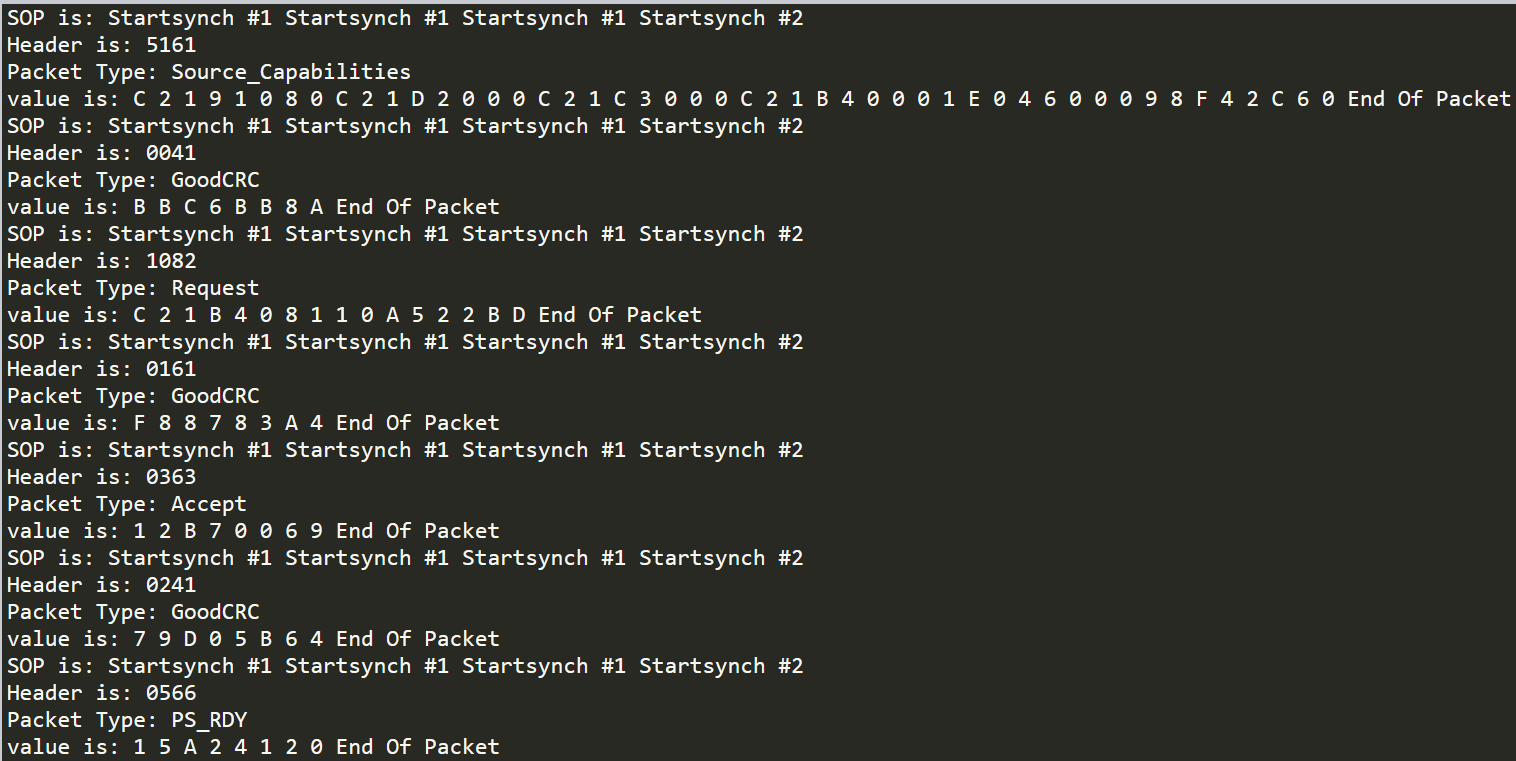 SOP is: Startsynch #1 Startsynch #1 Startsynch #1 Startsynch #2
Header is: 5161
Packet Type: Source_Capabilities
value is: C 2 1 9 1 0 8 0 C 2 1 D 2 0 0 0 C 2 1 C 3 0 0 0 C 2 1 B 4 0 0 0 1 E 0 4 6 0 0 0 9 8 F 4 2 C 6 0 End Of Packet
SOP is: Startsynch #1 Startsynch #1 Startsynch #1 Startsynch #2
Header is: 0041
Packet Type: GoodCRC
value is: B B C 6 B B 8 A End Of Packet
SOP is: Startsynch #1 Startsynch #1 Startsynch #1 Startsynch #2
Header is: 1082
Packet Type: Request
value is: C 2 1 B 4 0 8 1 1 0 A 5 2 2 B D End Of Packet
SOP is: Startsynch #1 Startsynch #1 Startsynch #1 Startsynch #2
Header is: 0161
Packet Type: GoodCRC
value is: F 8 8 7 8 3 A 4 End Of Packet
SOP is: Startsynch #1 Startsynch #1 Startsynch #1 Startsynch #2
Header is: 0363
Packet Type: Accept
value is: 1 2 B 7 0 0 6 9 End Of Packet
SOP is: Startsynch #1 Startsynch #1 Startsynch #1 Startsynch #2
Header is: 0241
Packet Type: GoodCRC
value is: 7 9 D 0 5 B 6 4 End Of Packet
SOP is: Startsynch #1 Startsynch #1 Startsynch #1 Startsynch #2
Header is: 0566
Packet Type: PS_RDY
value is: 1 5 A 2 4 1 2 0 End Of Packet